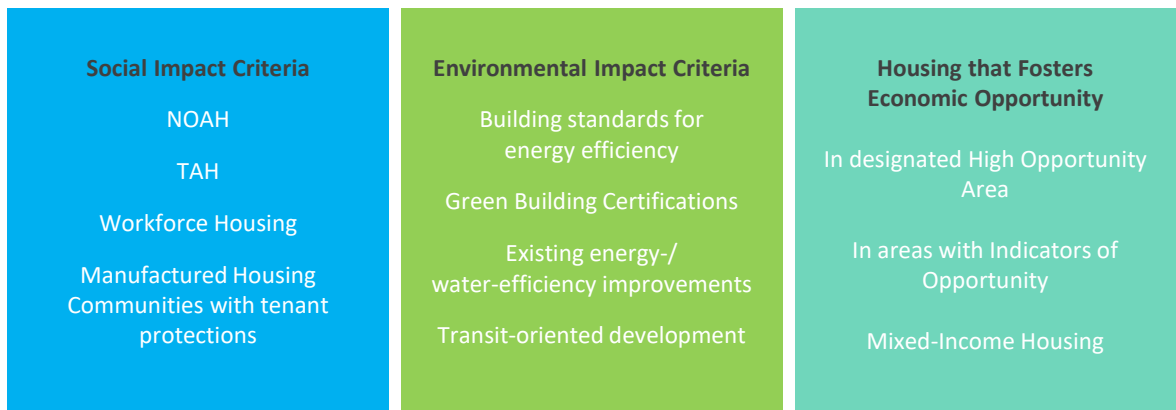 Social Impact Criteria
NOAH
TAH
Workforce Housing
Manufactured Housing
Communities with tenant
protections
Environmental Impact Criteria
Building standards for
energy efficiency
Green Building Certifications
Existing energy-/
water-efficiency improvements
Transit-oriented development
Housing that Fosters
Economic Opportunity
In designated High Opportunity
Area
In areas with Indicators of
Opportunity
Mixed-Income Housing